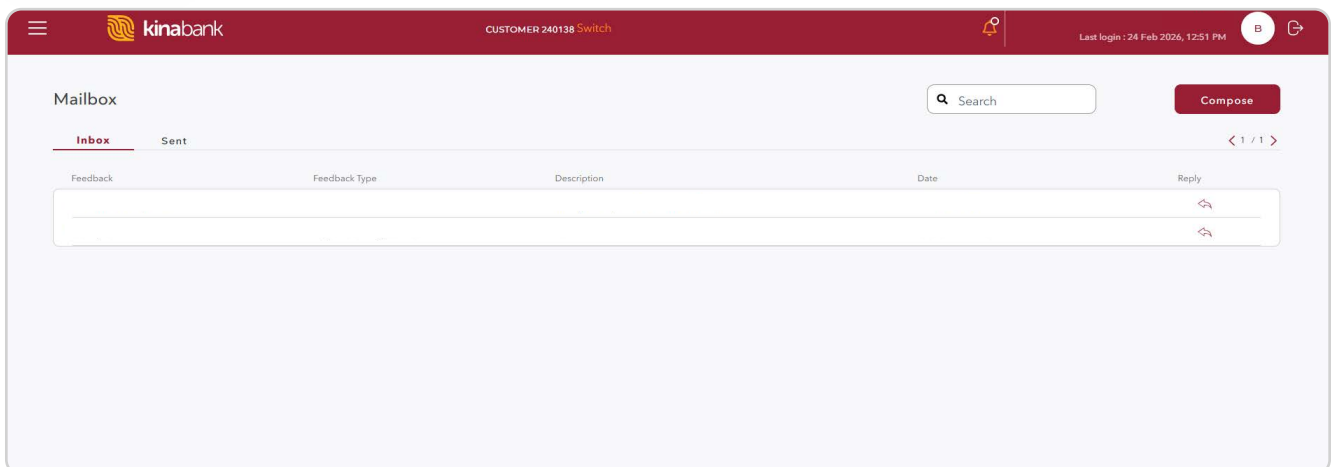 kinabank
CUSTOMER 240138 Switch
Last login : 24 Feb 2026, 12:51 PM
B
Mailbox
Search
Compose
Inbox Sent
1 / 1
Feedback Feedback Type Description Date Reply